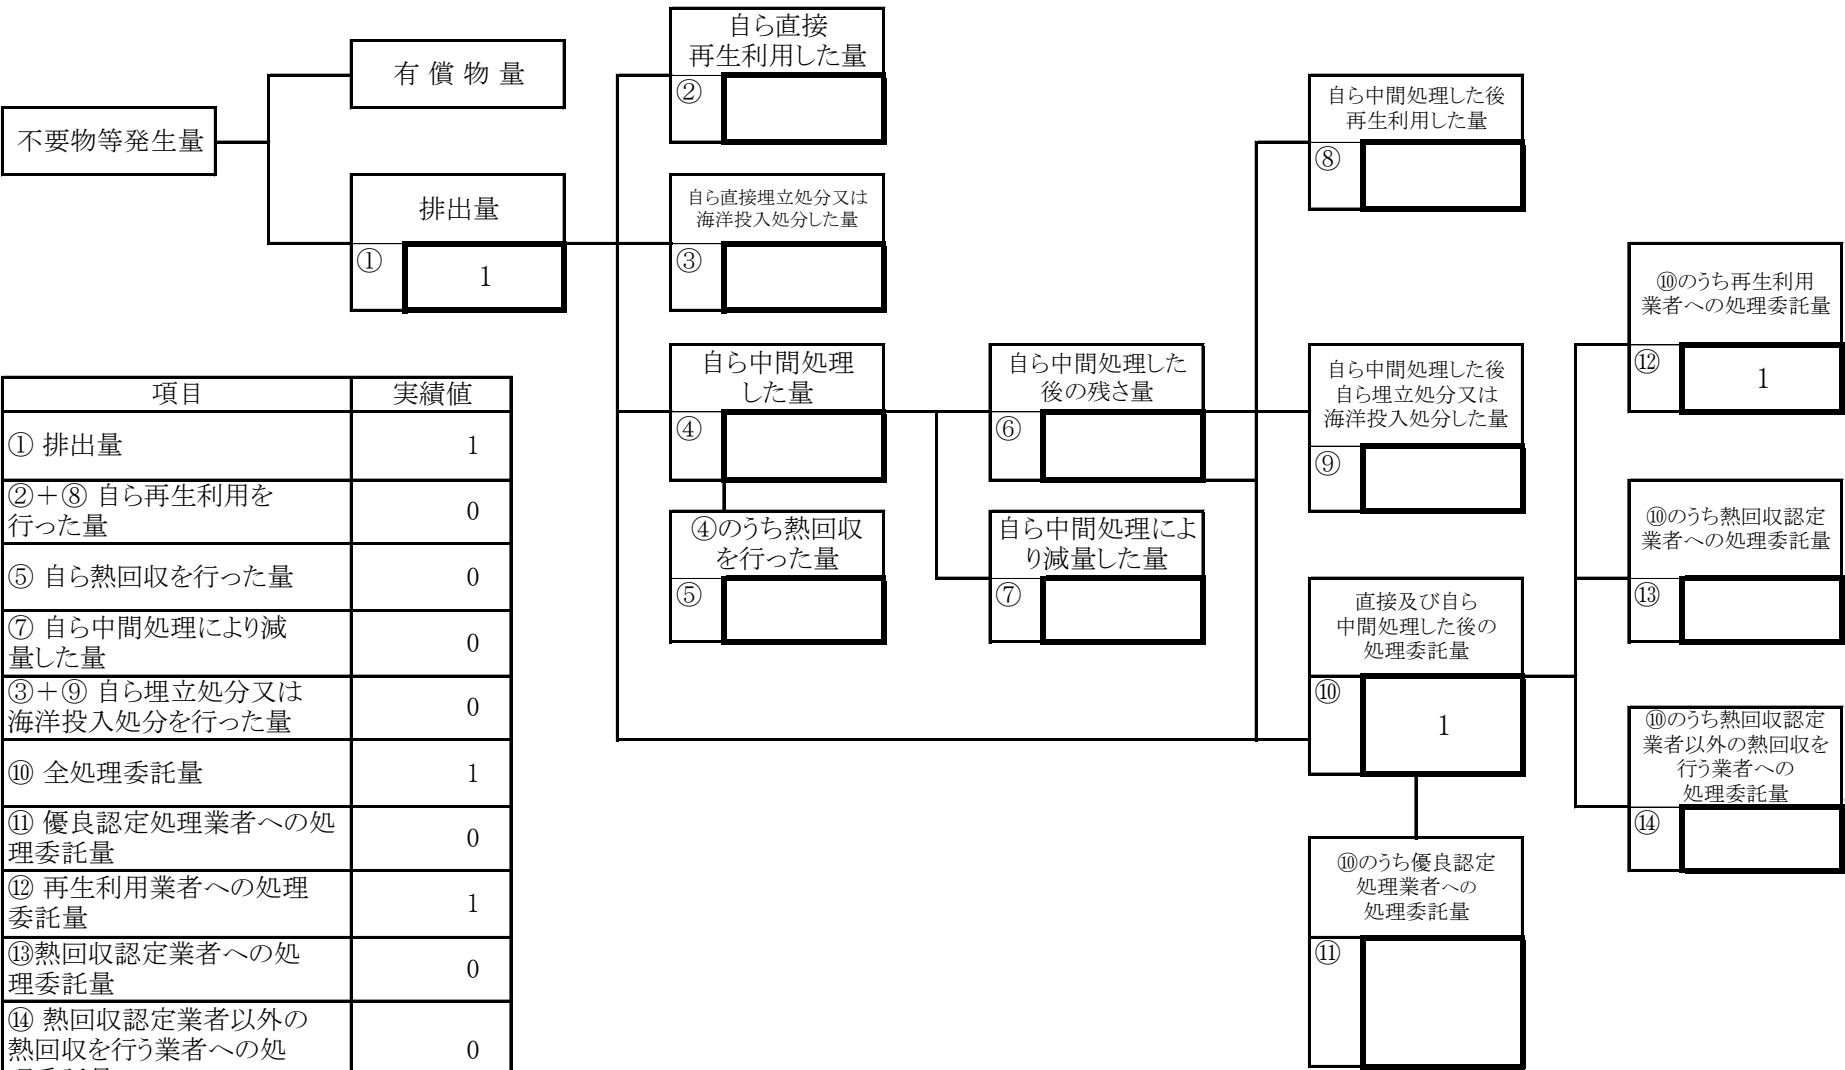 不要物等発生量
有 償 物 量
排出量
①
1
自ら直接
再生利用した量
②
自ら直接埋立処分又は
海洋投入処分した量
③
自ら中間処理
した量
④
④のうち熱回収
を行った量
⑤
自ら中間処理した
後の残さ量
⑥
自ら中間処理によ
り減量した量
⑦
自ら中間処理した後
再生利用した量
⑧
自ら中間処理した後
自ら埋立処分又は
海洋投入処分した量
⑨
直接及び自ら
中間処理した後の
処理委託量
⑩
1
⑩のうち優良認定
処理業者への
処理委託量
⑪
⑩のうち再生利用
業者への処理委託量
⑫
1
⑩のうち熱回収認定
業者への処理委託量
⑬
⑩のうち熱回収認定
業者以外の熱回収を
行う業者への
処理委託量
⑭
項目 実績値
① 排出量 1
②＋⑧ 自ら再生利用を
行った量 0
⑤ 自ら熱回収を行った量 0
⑦ 自ら中間処理により減
量した量 0
③＋⑨ 自ら埋立処分又は
海洋投入処分を行った量 0
⑩ 全処理委託量 1
⑪ 優良認定処理業者への処
理委託量 0
⑫ 再生利用業者への処理
委託量 1
⑬熱回収認定業者への処
理委託量 0
⑭ 熱回収認定業者以外の
熱回収を行う業者への処 0